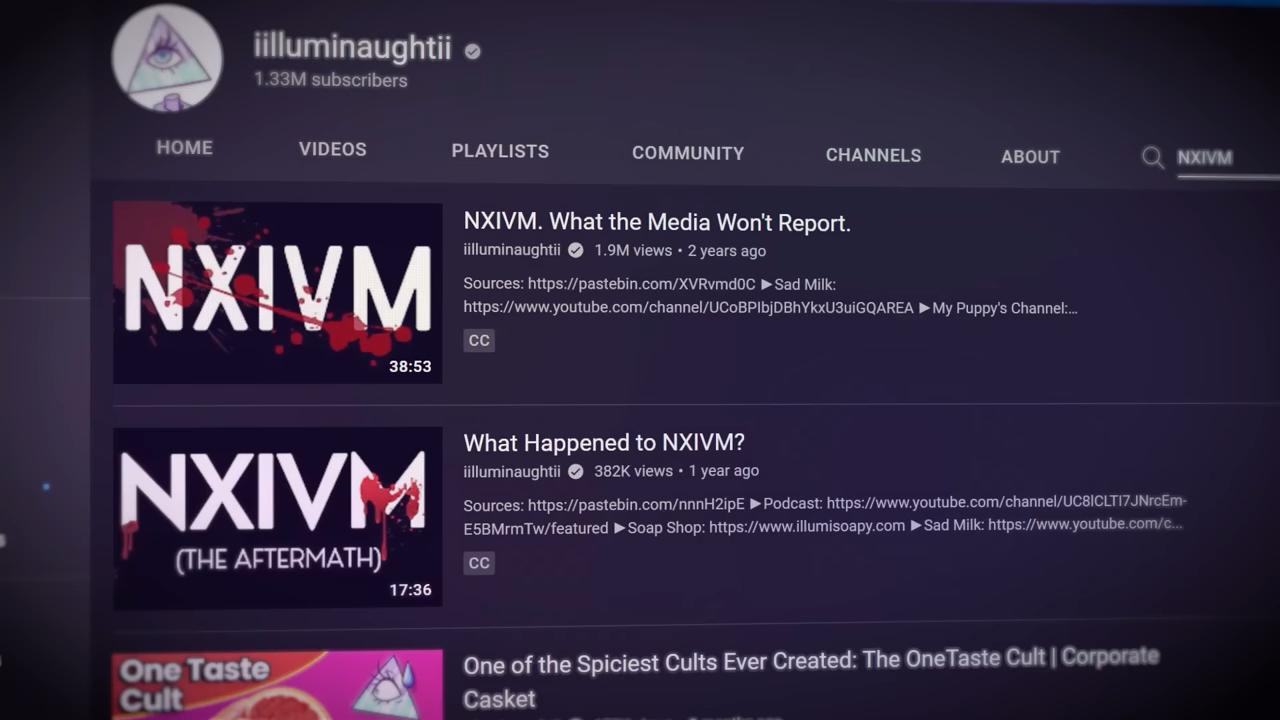 iilluminaughtii
1.33M subscribers
HOME VIDEOS PLAYLISTS COMMUNITY CHANNELS ABOUT NXIVM
NXIVM
38:53
NXIVM. What the Media Won't Report.
iilluminaughtii 1.9M views • 2 years ago
Sources: https://pastebin.com/XVRvmd0C ►Sad Milk:
https://www.youtube.com/channel/UCoBPIbjDBhYkxU3uiGQAREA ►My Puppy's Channel:...
CC
NXIVM
(THE AFTERMATH)
17:36
What Happened to NXIVM?
iilluminaughtii 382K views • 1 year ago
Sources: https://pastebin.com/nnnH2ipE ►Podcast: https://www.youtube.com/channel/UC8ICLTI7JNrcEm-
E5BMrmTw/featured ►Soap Shop: https://www.illumisoapy.com ►Sad Milk: https://www.youtube.com/c...
CC
One Taste
Cult
One of the Spiciest Cults Ever Created: The OneTaste Cult | Corporate
Casket